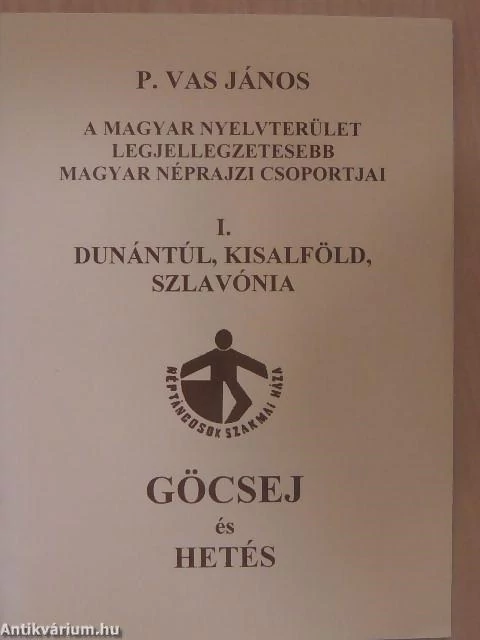 P. VAS JÁNOS
A MAGYAR NYELVTERÜLET
LEGJELLEGZETESEBB
MAGYAR NÉPRAJZI CSOPORTJAI
I.
DUNÁNTÚL, KISALFÖLD,
SZLAVÓNIA
NÉPTÁNCOSOK SZAKMAI HÁZA
GÖCSEJ
és
HETÉS
Antikvárium.hu